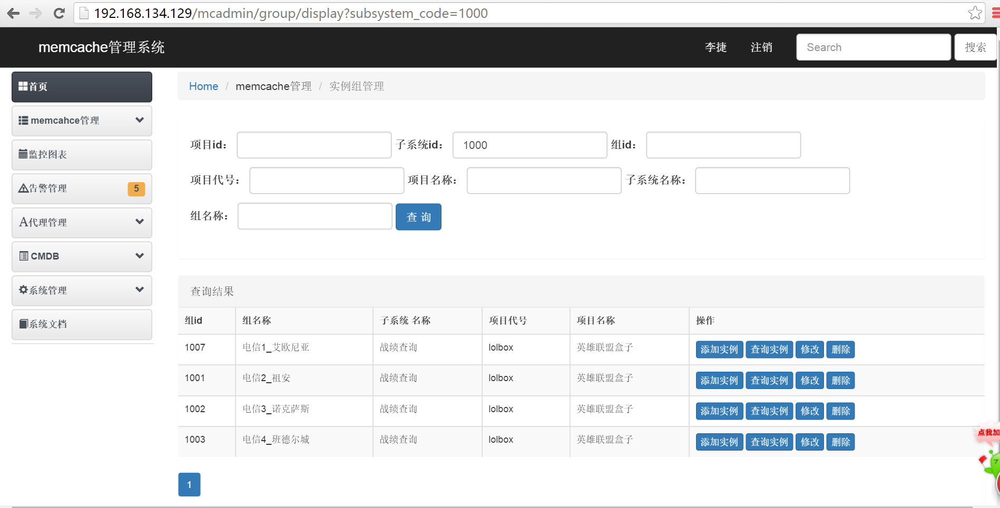 192.168.134.129/mcadmin/group/display?subsystem_code=1000
memcache管理系统 李捷 注销 Search 搜索
首页
memcahce管理
监控图表
告警管理 5
A代理管理
CMDB
系统管理
系统文档
Home / memcache管理 / 实例组管理
项目id： 子系统id： 1000 组id：
项目代号： 项目名称： 子系统名称：
组名称： 查 询
查询结果
组id 组名称 子系统 名称 项目代号 项目名称 操作
1007 电信1_艾欧尼亚 战绩查询 lolbox 英雄联盟盒子 添加实例 查询实例 修改 删除
1001 电信2_祖安 战绩查询 lolbox 英雄联盟盒子 添加实例 查询实例 修改 删除
1002 电信3_诺克萨斯 战绩查询 lolbox 英雄联盟盒子 添加实例 查询实例 修改 删除
1003 电信4_班德尔城 战绩查询 lolbox 英雄联盟盒子 添加实例 查询实例 修改 删除
点我加
1